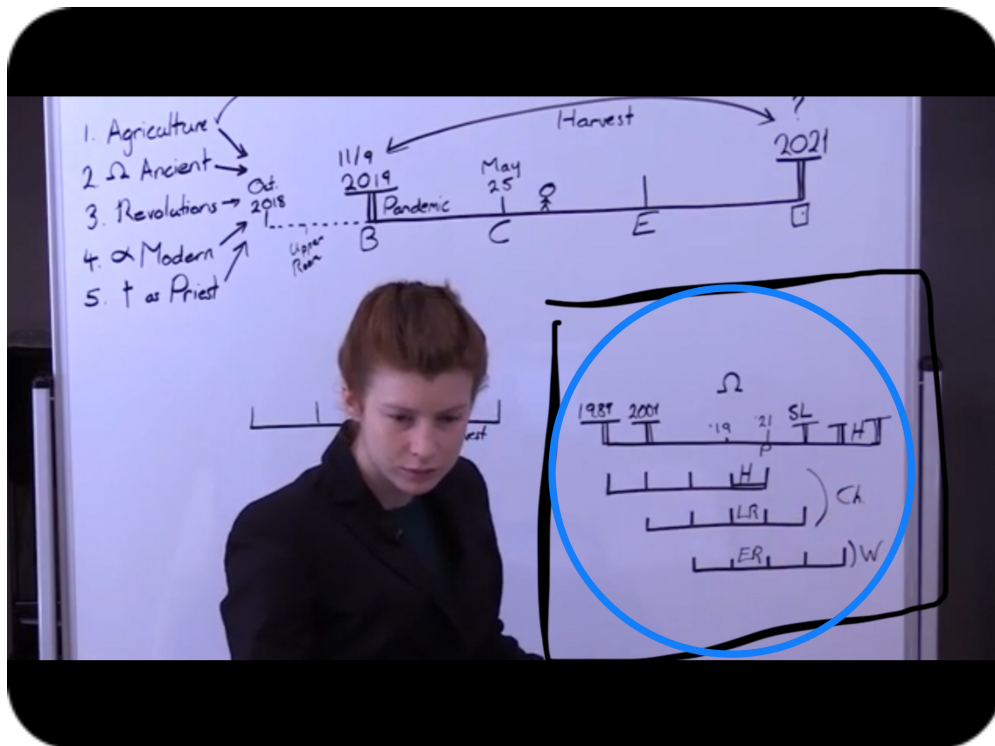 1. Agriculture
2 Ω Ancient
3. Revolutions →
4. α Modern
5. † as Priest
Oct.
2018
Upper
Room
11/9
2019
Pandemic
B
May
25
C
E
Harvest
?
2021
Ω
1989 2001 '19 '21 SL H
P
H
LR
Ch.
ER W